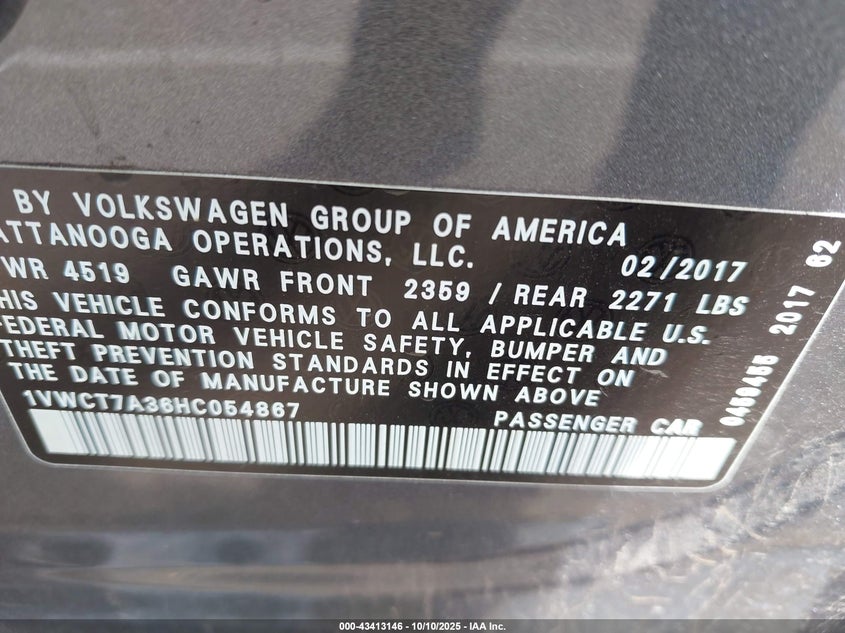 BY VOLKSWAGEN GROUP OF AMERICA
ATTANOOGA OPERATIONS, LLC.
02/2017
WR 4519 GAWR FRONT 2359 / REAR 2271 LBS
HIS VEHICLE CONFORMS TO ALL APPLICABLE U.S.
FEDERAL MOTOR VEHICLE SAFETY, BUMPER AND
THEFT PREVENTION STANDARDS IN EFFECT ON
THE DATE OF MANUFACTURE SHOWN ABOVE
1VWCT7A36HC054867
PASSENGER CAR
0459455 2017 62
000-43413146 - 10/10/2025 - IAA Inc.